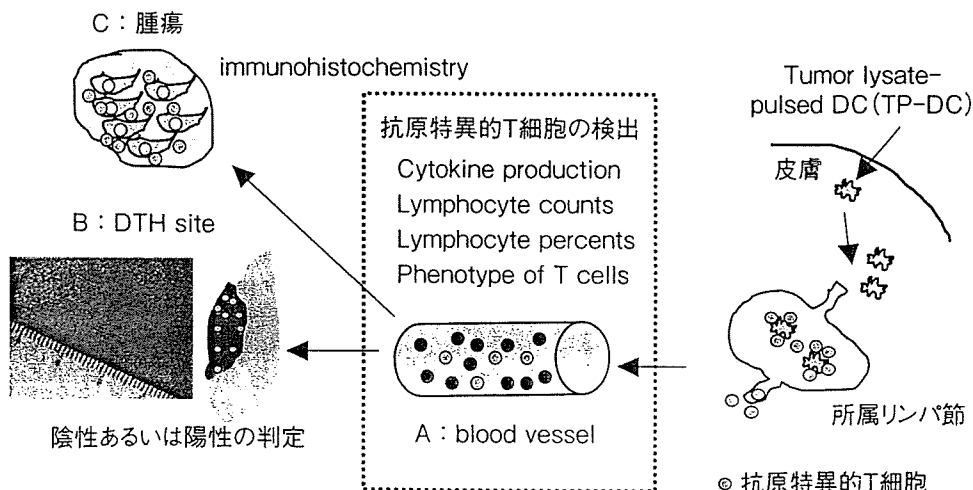 C：腫瘍
immunohistochemistry
B：DTH site
陰性あるいは陽性の判定
抗原特異的T細胞の検出
Cytokine production
Lymphocyte counts
Lymphocyte percents
Phenotype of T cells
A：blood vessel
Tumor lysate-
pulsed DC(TP-DC)
皮膚
所属リンパ節
抗原特異的T細胞